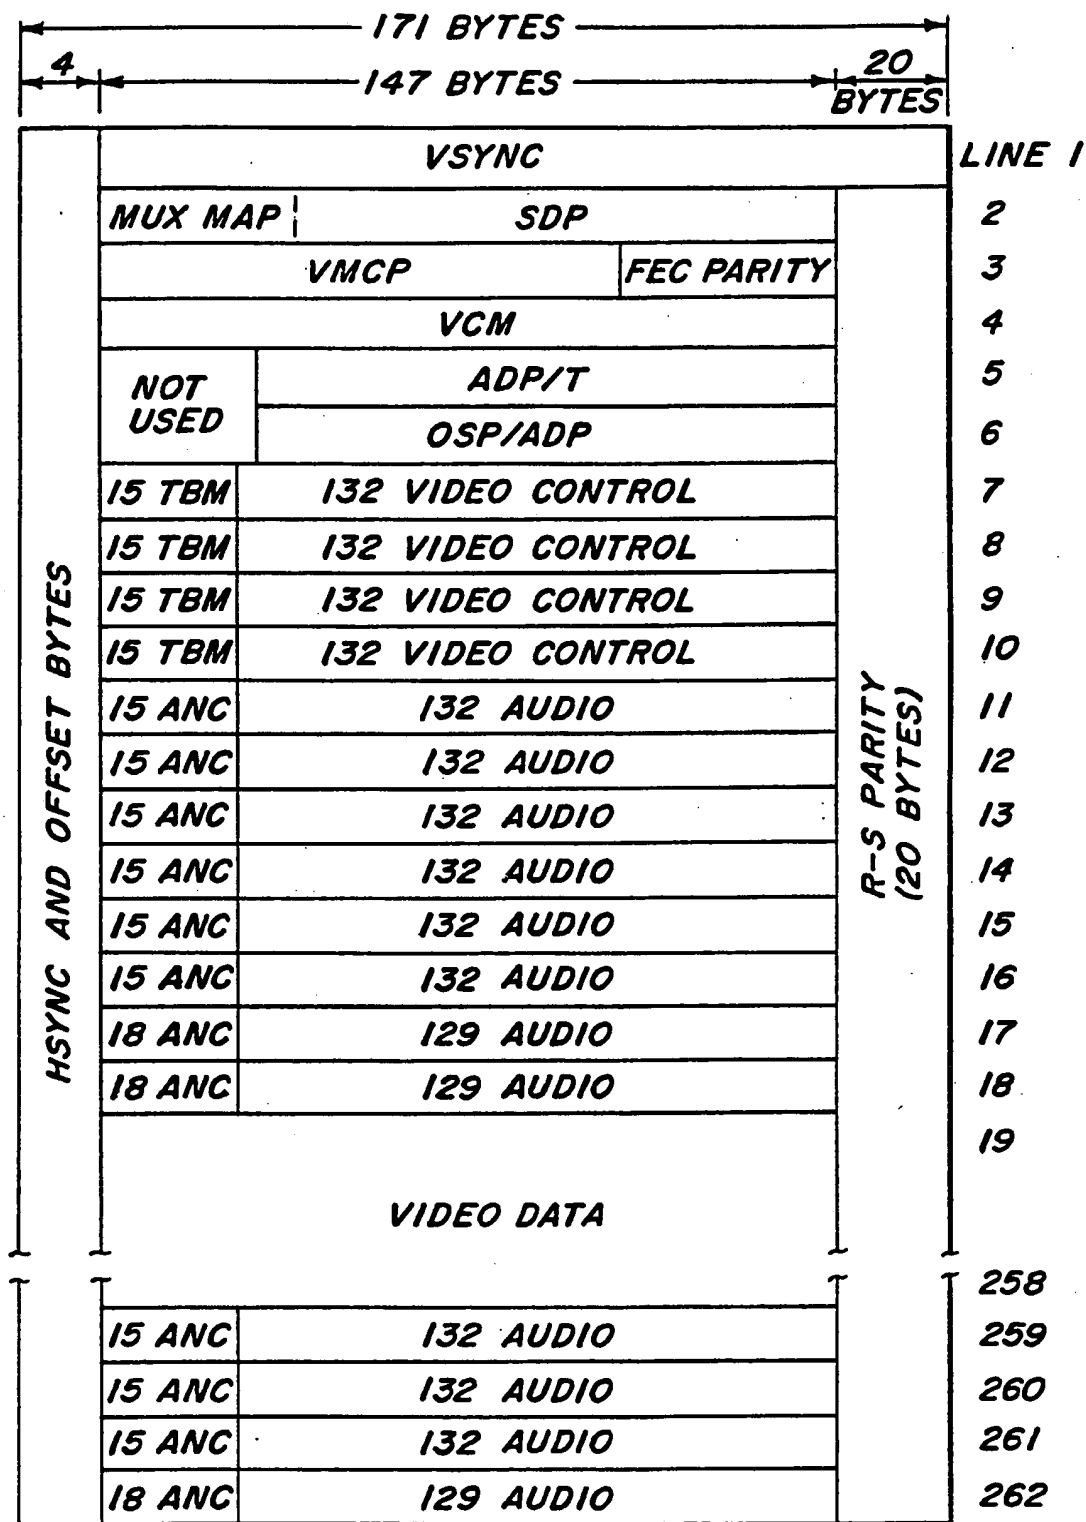 171 BYTES
4 147 BYTES 20 BYTES
VSYNC LINE 1
MUX MAP SDP 2
VMCP FEC PARITY 3
VCM 4
NOT USED
ADP/T 5
OSP/ADP 6
15 TBM 132 VIDEO CONTROL 7
15 TBM 132 VIDEO CONTROL 8
15 TBM 132 VIDEO CONTROL 9
15 TBM 132 VIDEO CONTROL 10
15 ANC 132 AUDIO 11
15 ANC 132 AUDIO 12
15 ANC 132 AUDIO 13
15 ANC 132 AUDIO 14
15 ANC 132 AUDIO 15
15 ANC 132 AUDIO 16
18 ANC 129 AUDIO 17
18 ANC 129 AUDIO 18
19
VIDEO DATA
258
15 ANC 132 AUDIO 259
15 ANC 132 AUDIO 260
15 ANC 132 AUDIO 261
18 ANC 129 AUDIO 262
HSYNC AND OFFSET BYTES
R-S PARITY
(20 BYTES)